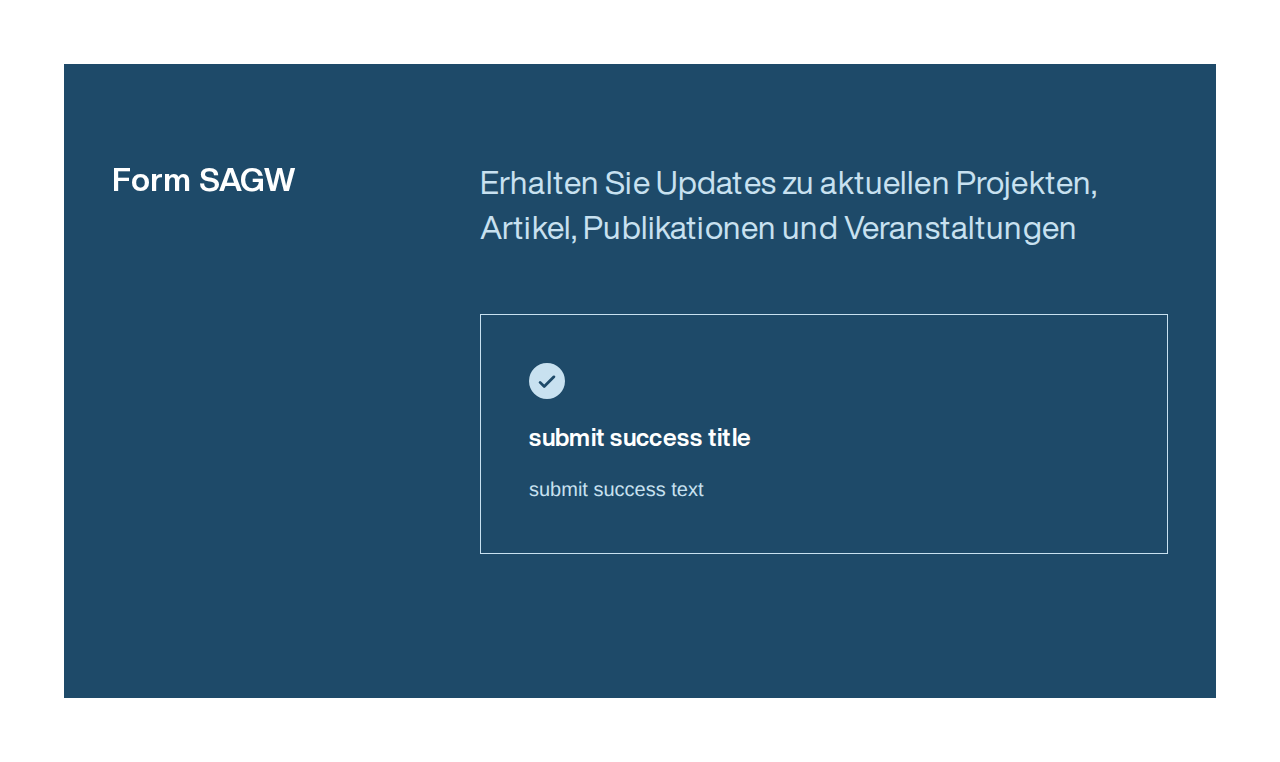 Form SAGW
Erhalten Sie Updates zu aktuellen Projekten,
Artikel, Publikationen und Veranstaltungen
submit success title
submit success text